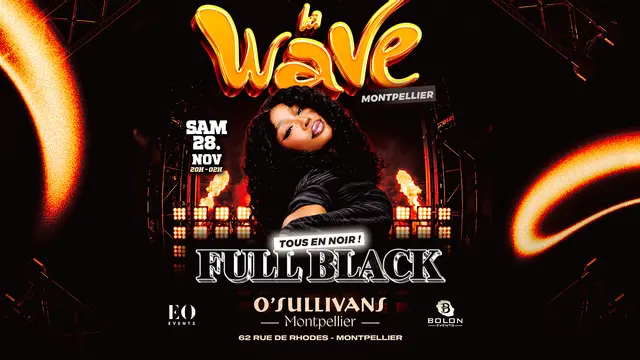 la
wave
MONTPELLIER
SAM
28.
NOV
20H - 02H
TOUS EN NOIR !
FULL BLACK
O'SULLIVANS
Montpellier
62 RUE DE RHODES - MONTPELLIER
EO
EVENTS
BOLON
EVENTS